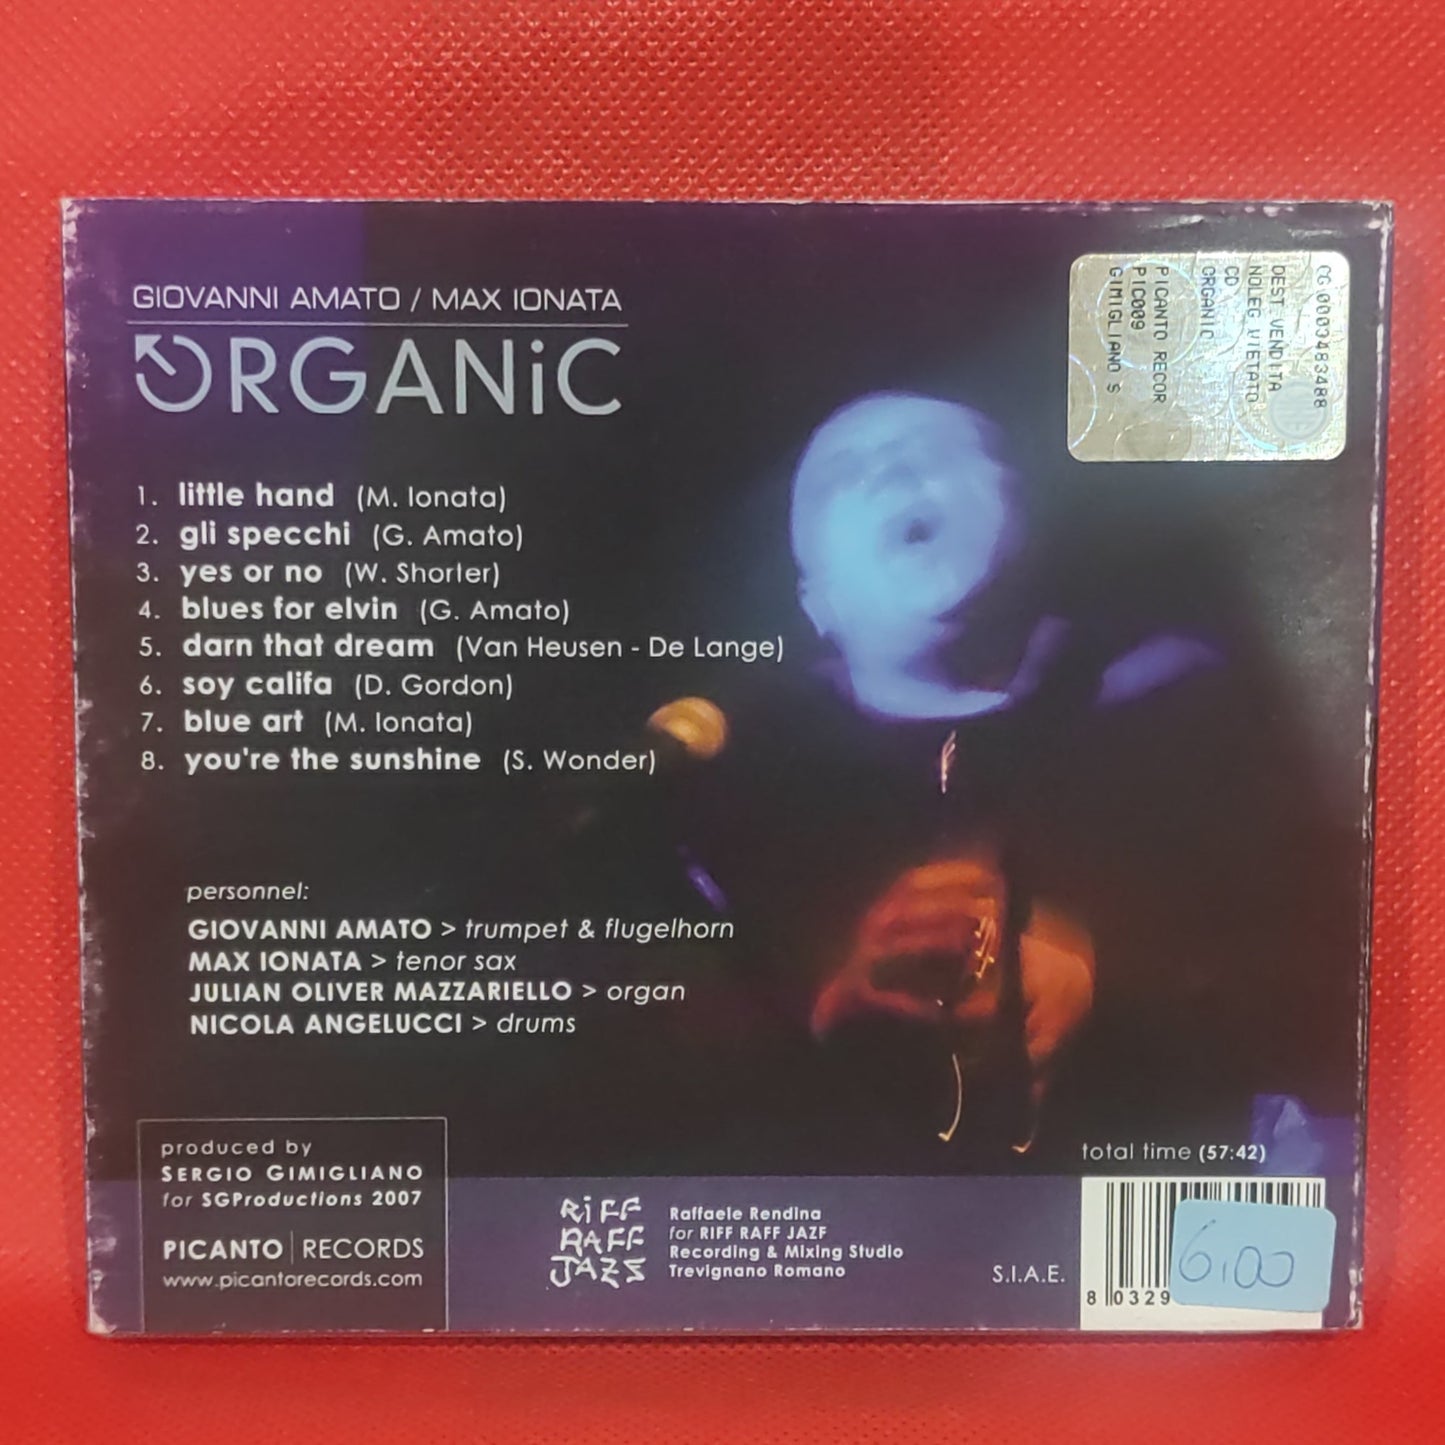 GIOVANNI AMATO / MAX IONATA
ORGANiC
1. little hand (M. Ionata)
2. gli specchi (G. Amato)
3. yes or no (W. Shorter)
4. blues for elvin (G. Amato)
5. darn that dream (Van Heusen - De Lange)
6. soy califa (D. Gordon)
7. blue art (M. Ionata)
8. you're the sunshine (S. Wonder)
personnel:
GIOVANNI AMATO > trumpet & flugelhorn
MAX IONATA > tenor sax
JULIAN OLIVER MAZZARIELLO > organ
NICOLA ANGELUCCI > drums
CG 0003483488
DEST VENDITA
NOLEG VIETATO
CD
ORGANIC
PICANTO RECOR
PIC009
GIMIGLIANO S
produced by
SERGIO GIMIGLIANO
for SGProductions 2007
PICANTO | RECORDS
www.picantorecords.com
RiFF
RAFF
JAZS
Raffaele Rendina
for RIFF RAFF JAZF
Recording & Mixing Studio
Trevignano Romano
S.I.A.E.
total time (57:42)
8 0329
6,00